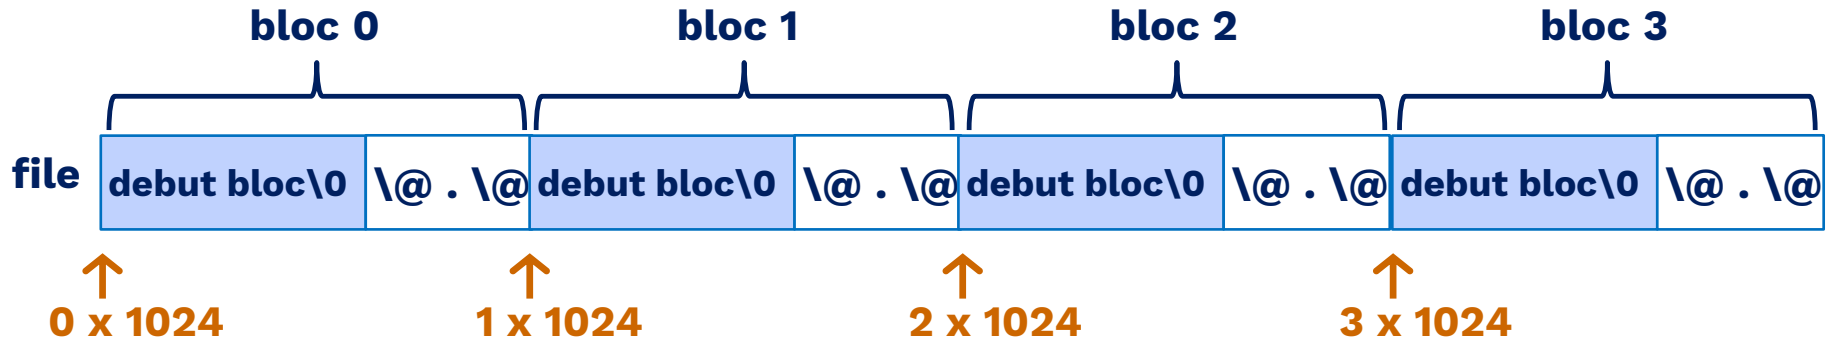 bloc 0 bloc 1 bloc 2 bloc 3
file debut bloc\0 \@ . \@ debut bloc\0 \@ . \@ debut bloc\0 \@ . \@ debut bloc\0 \@ . \@
0 x 1024 1 x 1024 2 x 1024 3 x 1024